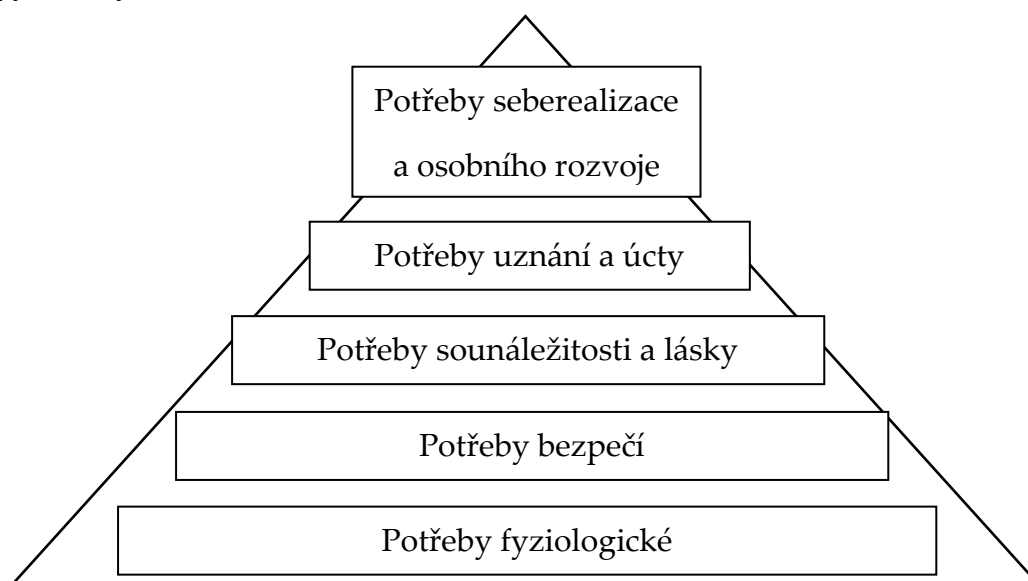 Potřeby seberealizace
a osobního rozvoje
Potřeby uznání a úcty
Potřeby sounáležitosti a lásky
Potřeby bezpečí
Potřeby fyziologické